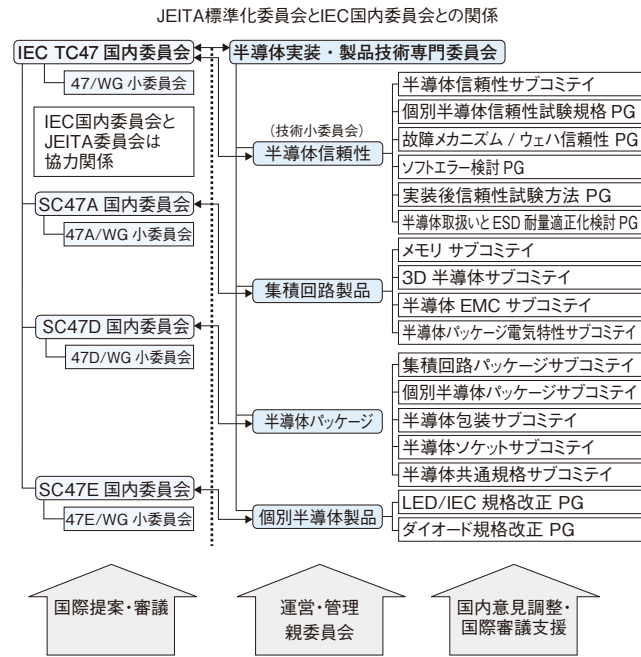 JEITA標準化委員会とIEC国内委員会との関係
IEC TC47 国内委員会
47/WG 小委員会
IEC国内委員会と
JEITA委員会は
協力関係
SC47A 国内委員会
47A/WG 小委員会
SC47D 国内委員会
47D/WG 小委員会
SC47E 国内委員会
47E/WG 小委員会
半導体実装・製品技術専門委員会
(技術小委員会)
半導体信頼性
半導体信頼性サブコミテイ
個別半導体信頼性試験規格 PG
故障メカニズム / ウェハ信頼性 PG
ソフトエラー検討 PG
実装後信頼性試験方法 PG
半導体取扱いと ESD 耐量適正化検討 PG
集積回路製品
メモリ サブコミテイ
3D 半導体サブコミテイ
半導体 EMC サブコミテイ
半導体パッケージ電気特性サブコミテイ
半導体パッケージ
集積回路パッケージサブコミテイ
個別半導体パッケージサブコミテイ
半導体包装サブコミテイ
半導体ソケットサブコミテイ
半導体共通規格サブコミテイ
個別半導体製品
LED/IEC 規格改正 PG
ダイオード規格改正 PG
国際提案・審議
運営・管理
親委員会
国内意見調整・
国際審議支援